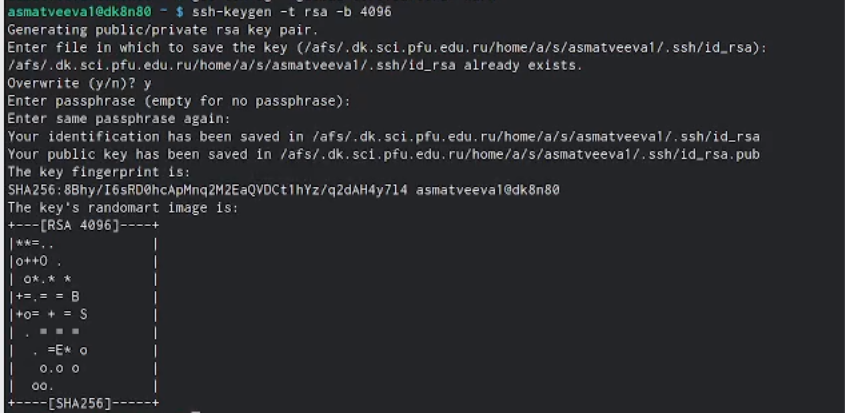 asmatveeva1@dk8n80 ~ $ ssh-keygen -t rsa -b 4096
Generating public/private rsa key pair.
Enter file in which to save the key (/afs/.dk.sci.pfu.edu.ru/home/a/s/asmatveeva1/.ssh/id_rsa):
/afs/.dk.sci.pfu.edu.ru/home/a/s/asmatveeva1/.ssh/id_rsa already exists.
Overwrite (y/n)? y
Enter passphrase (empty for no passphrase):
Enter same passphrase again:
Your identification has been saved in /afs/.dk.sci.pfu.edu.ru/home/a/s/asmatveeva1/.ssh/id_rsa
Your public key has been saved in /afs/.dk.sci.pfu.edu.ru/home/a/s/asmatveeva1/.ssh/id_rsa.pub
The key fingerprint is:
SHA256:8Bhy/I6sRD0hcApMnq2M2EaQVDCt1hYz/q2dAH4y7l4 asmatveeva1@dk8n80
The key's randomart image is:
+---[RSA 4096]----+
|**=..            |
|o++O .           |
| o*.* *          |
|+=.= = B         |
|+o= + = S        |
| . = = =         |
|  . =E* o        |
|   o.o o         |
|  oo.            |
+----[SHA256]-----+